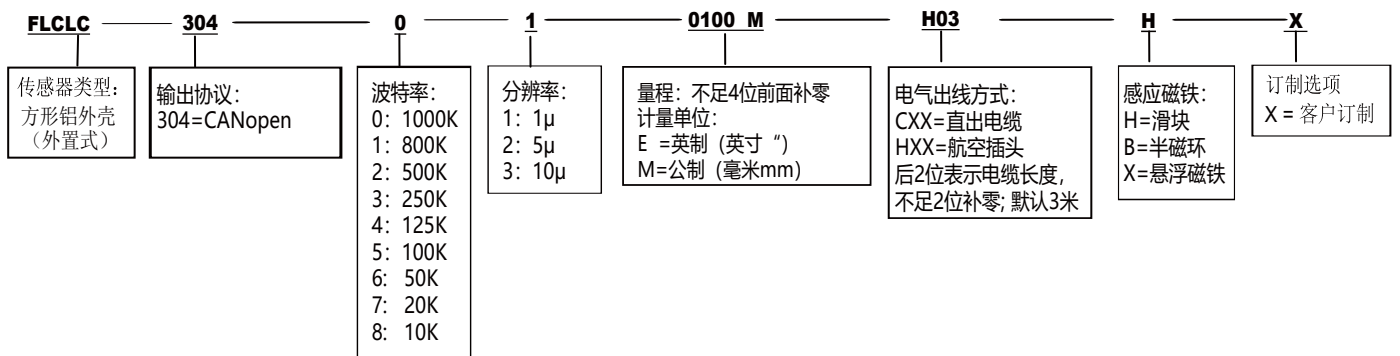 FLCLC 304 0 1 0100 M H03 H X
传感器类型：
方形铝外壳
（外置式）
输出协议：
304=CANopen
波特率：
0：1000K
1：800K
2：500K
3：250K
4：125K
5：100K
6：50K
7：20K
8：10K
分辨率：
1：1μ
2：5μ
3：10μ
量程：不足4位前面补零
计量单位：
E =英制（英寸 “）
M=公制（毫米mm）
电气出线方式：
CXX=直出电缆
HXX=航空插头
后2位表示电缆长度，
不足2位补零; 默认3米
感应磁铁：
H=滑块
B=半磁环
X=悬浮磁铁
订制选项
X = 客户订制